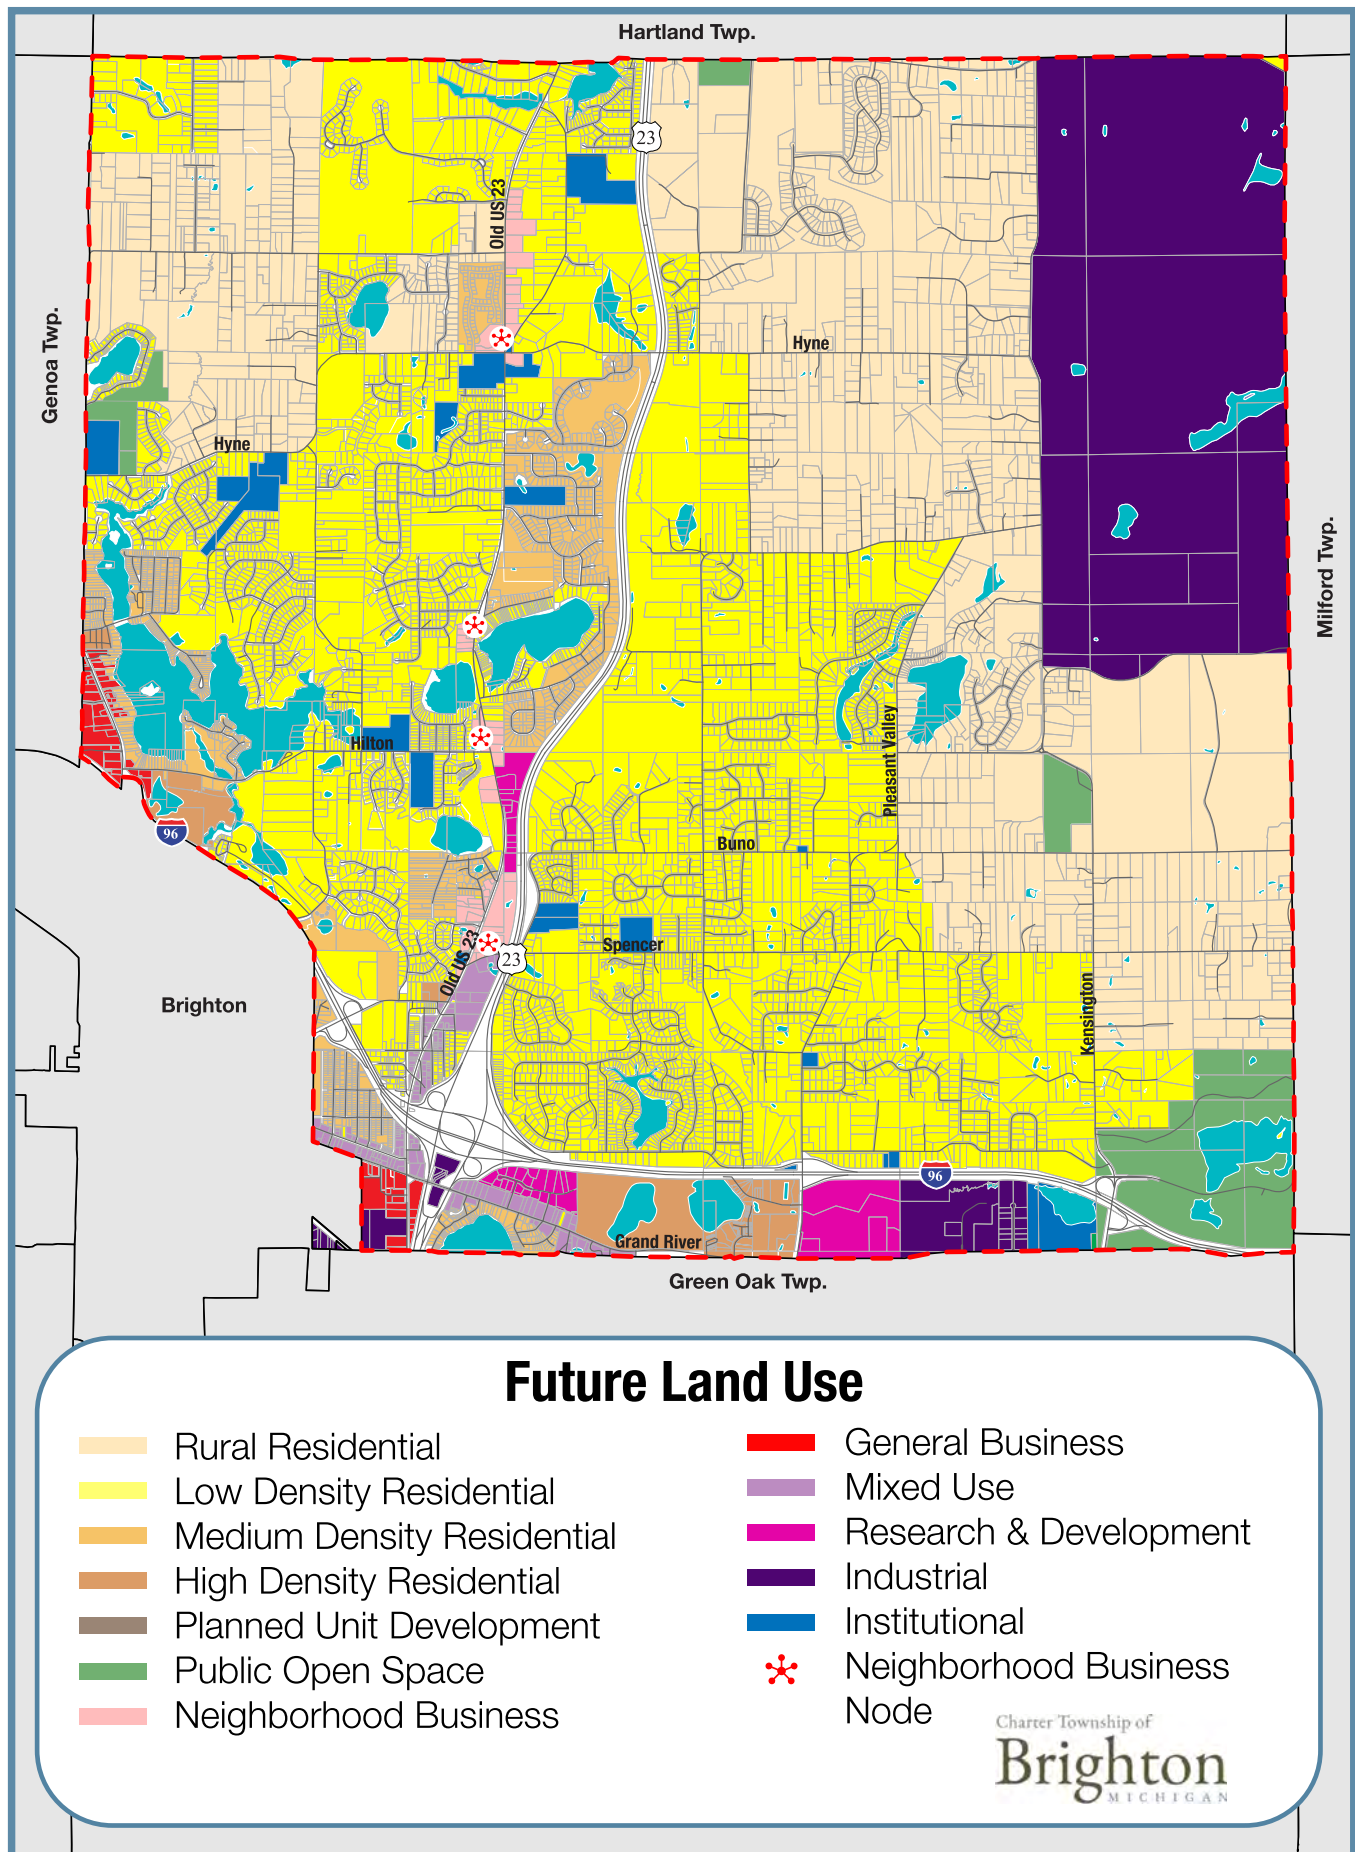 Hartland Twp.
23
Old US 23
Genoa Twp.
Hyne
Hyne
Milford Twp.
Pleasant Valley
Hilton
96
Buno
Old US 23
Spencer
23
Brighton
Kensington
96
Grand River
Green Oak Twp.
Future Land Use
Rural Residential
Low Density Residential
Medium Density Residential
High Density Residential
Planned Unit Development
Public Open Space
Neighborhood Business
General Business
Mixed Use
Research & Development
Industrial
Institutional
Neighborhood Business
Node
Charter Township of
Brighton
MICHIGAN